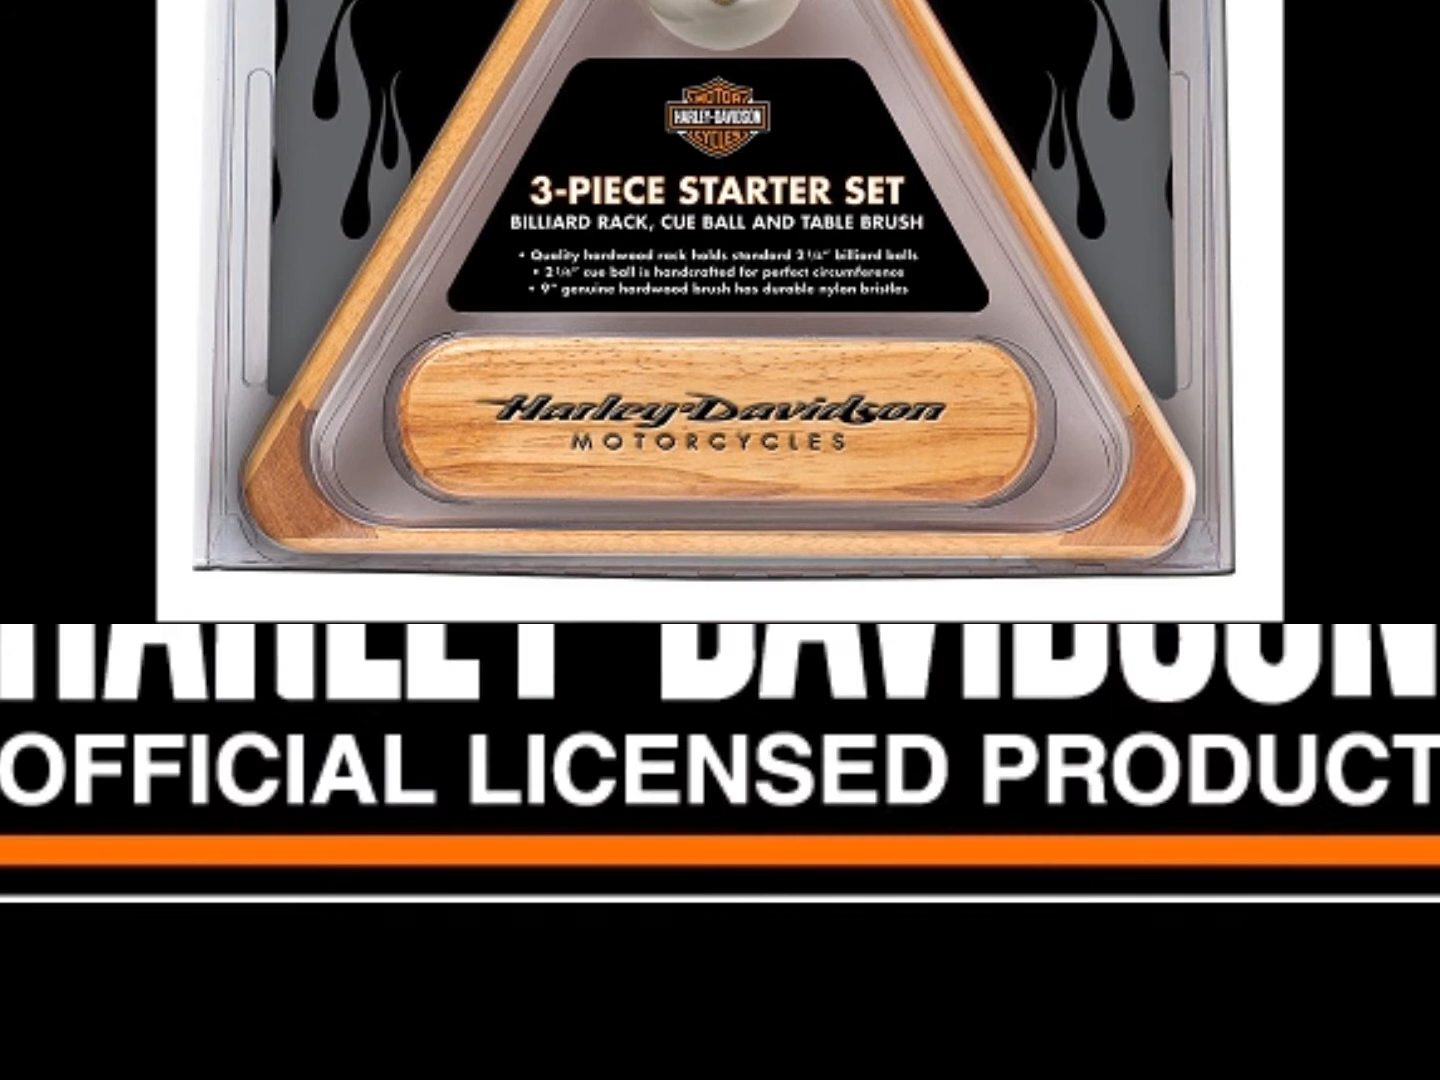 MOTOR
HARLEY-DAVIDSON
CYCLES
3-PIECE STARTER SET
BILLIARD RACK, CUE BALL AND TABLE BRUSH
• Quality hardwood rack holds standard 2 1/4" billiard balls
• 2 1/4" cue ball is handcrafted for perfect circumference
• 9" genuine hardwood brush has durable nylon bristles
Harley-Davidson
MOTORCYCLES
HARLEY-DAVIDSON
OFFICIAL LICENSED PRODUCT